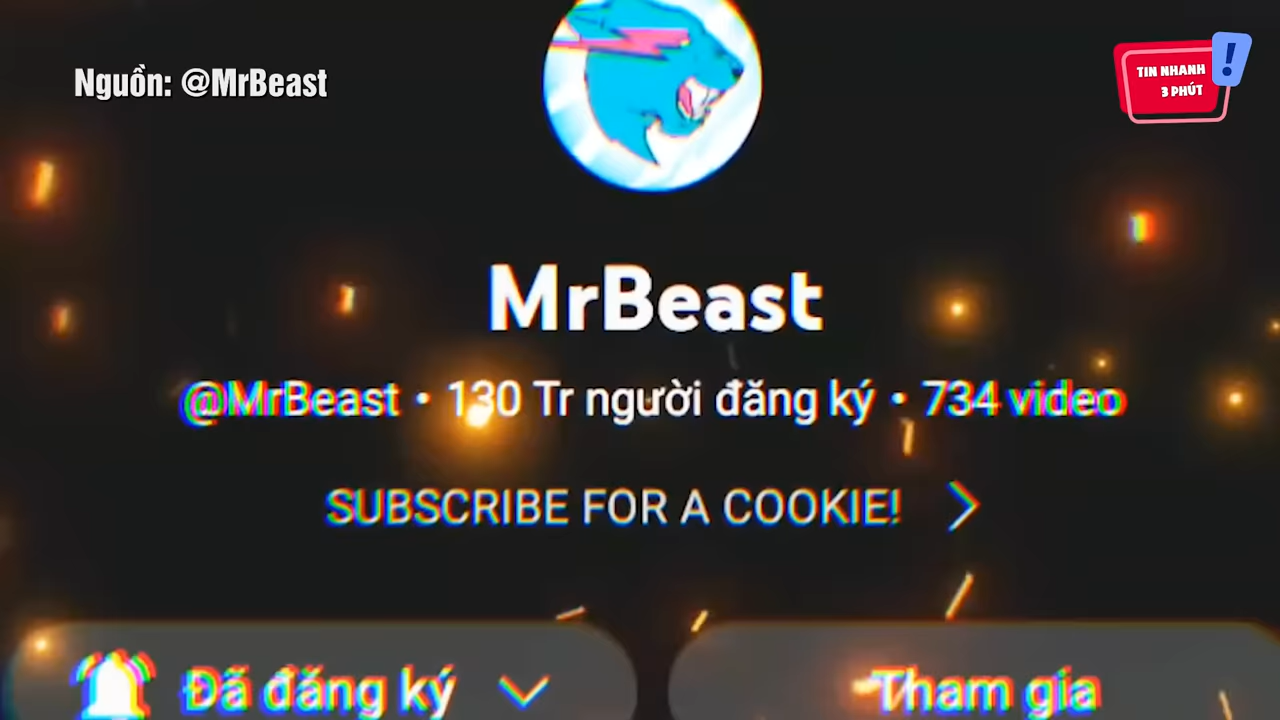 Nguồn: @MrBeast
TIN NHANH
3 PHÚT
!
MrBeast
@MrBeast • 130 Tr người đăng ký • 734 video
SUBSCRIBE FOR A COOKIE!
Đã đăng ký
Tham gia